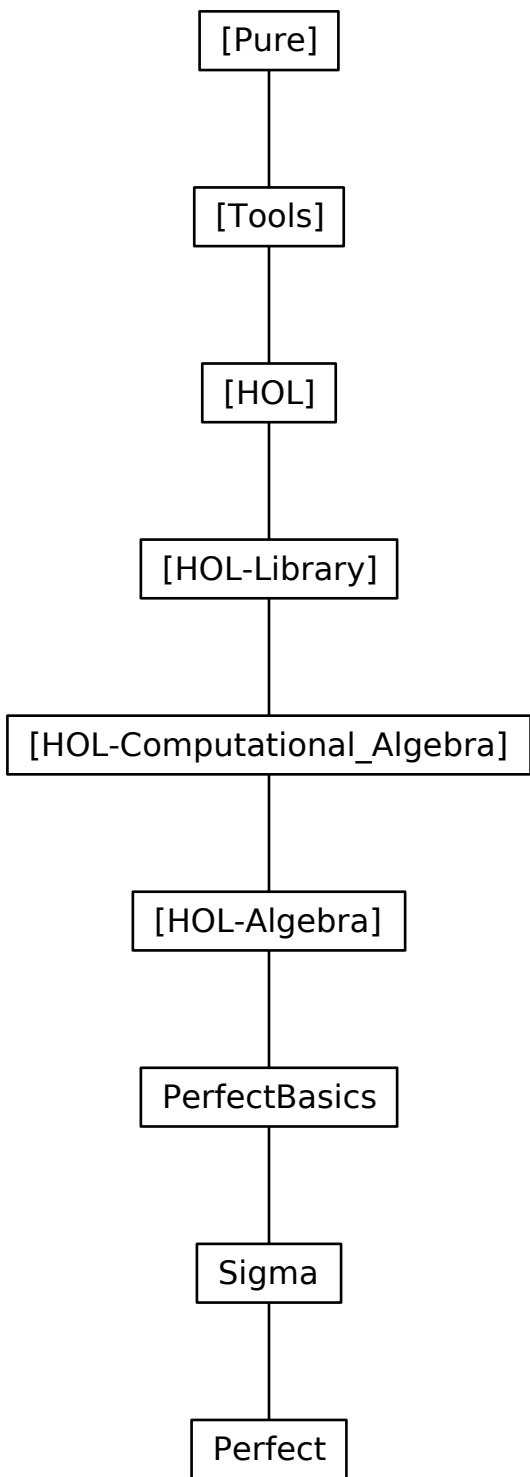 [Pure]
[Tools]
[HOL]
[HOL-Library]
[HOL-Computational_Algebra]
[HOL-Algebra]
PerfectBasics
Sigma
Perfect